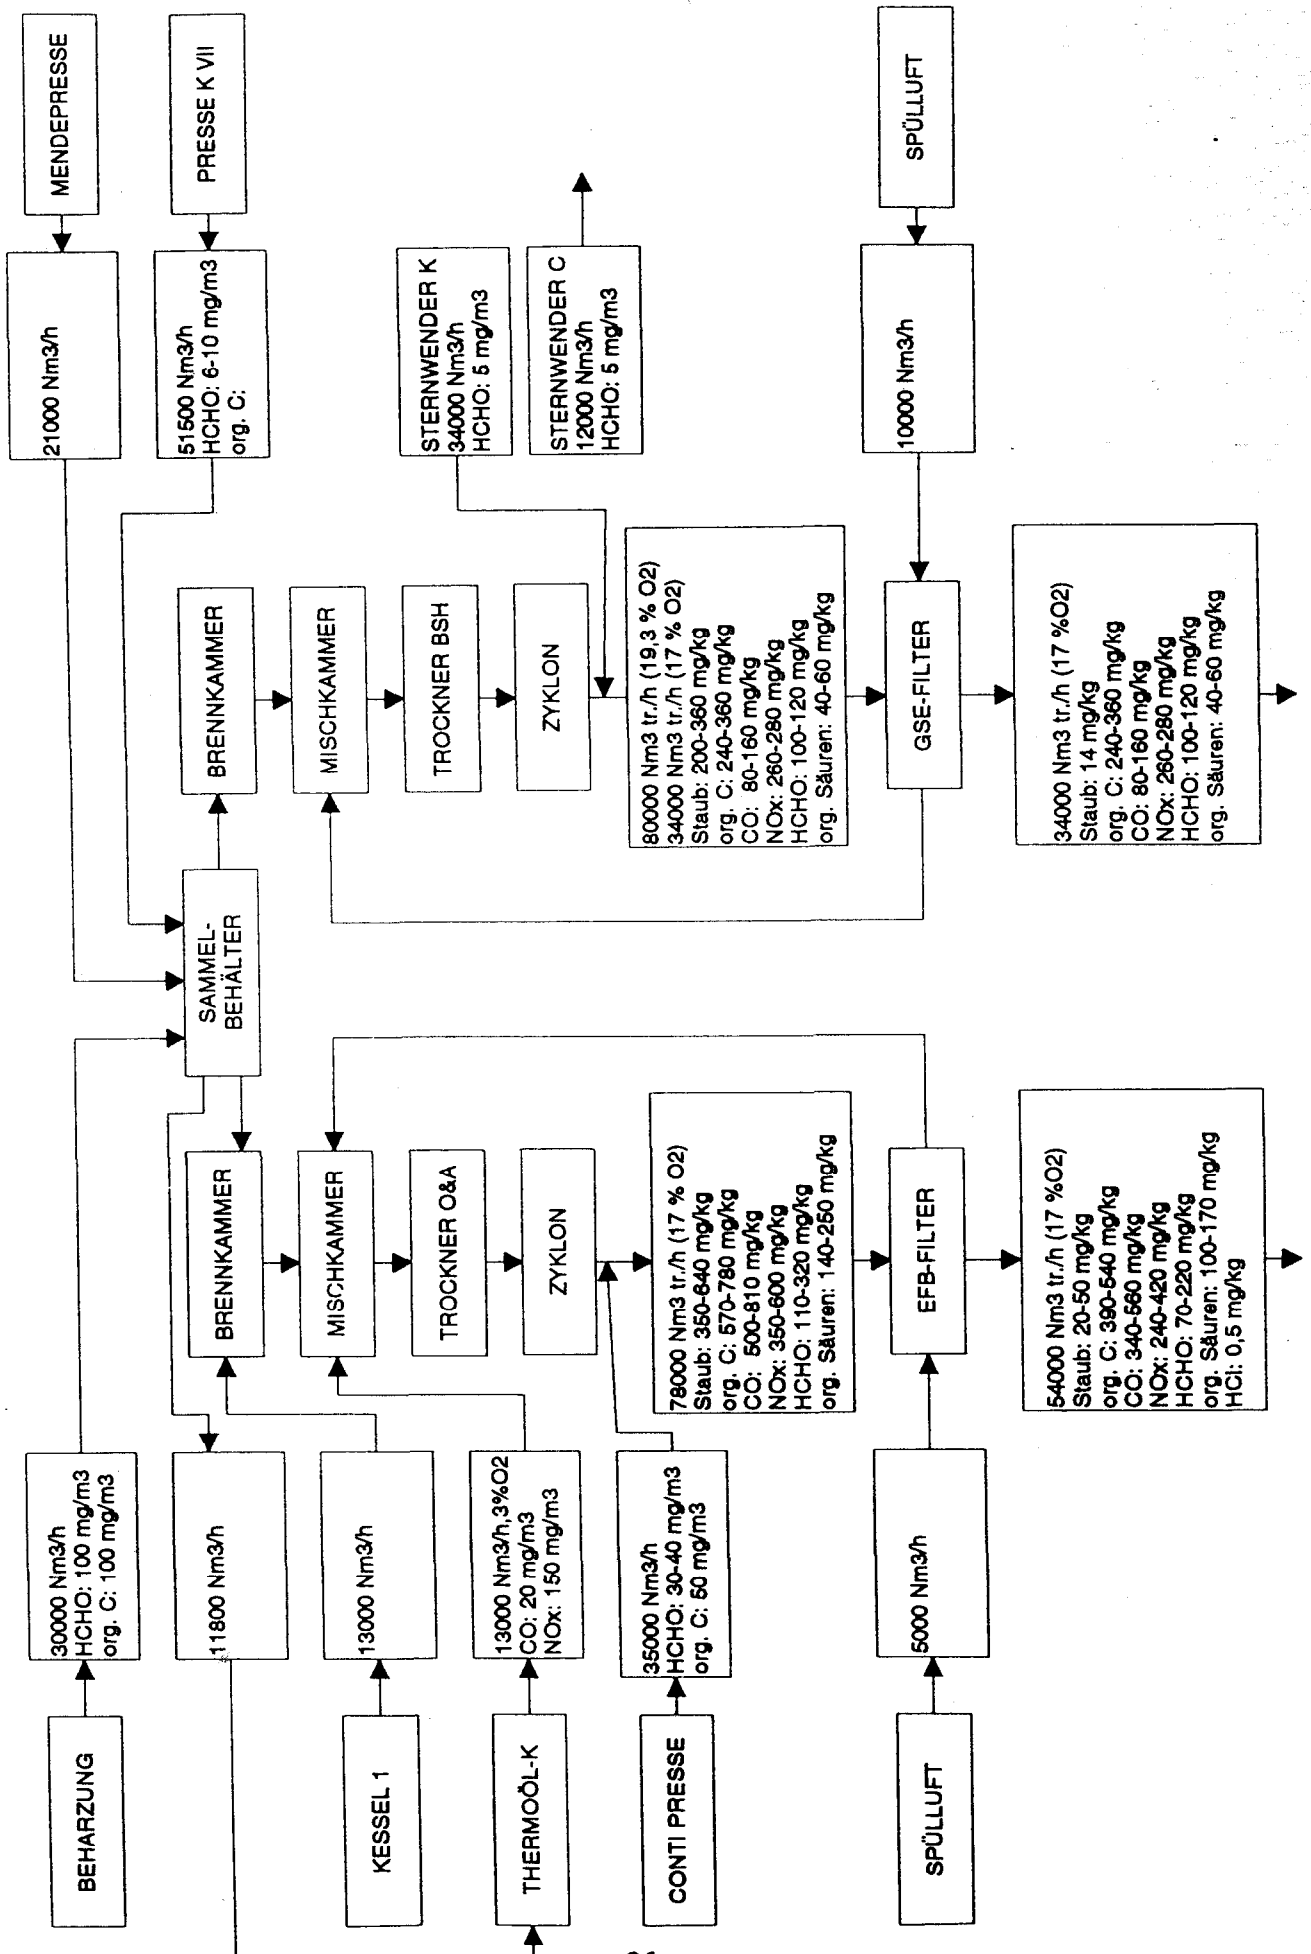 BEHARZUNG
30000 Nm3/h
HCHO: 100 mg/m3
org. C: 100 mg/m3
11800 Nm3/h
KESSEL 1
13000 Nm3/h
THERMOÖL-K
13000 Nm3/h,3%O2
CO: 20 mg/m3
NOx: 150 mg/m3
CONTI PRESSE
35000 Nm3/h
HCHO: 30-40 mg/m3
org. C: 50 mg/m3
SPÜLLUFT
5000 Nm3/h
BRENNKAMMER
MISCHKAMMER
TROCKNER O&A
ZYKLON
78000 Nm3 tr./h (17 % O2)
Staub: 350-640 mg/kg
org. C: 570-780 mg/kg
CO: 500-810 mg/kg
NOx: 350-600 mg/kg
HCHO: 110-320 mg/kg
org. Säuren: 140-250 mg/kg
EFB-FILTER
54000 Nm3 tr./h (17 %O2)
Staub: 20-50 mg/kg
org. C: 390-540 mg/kg
CO: 340-560 mg/kg
NOx: 240-420 mg/kg
HCHO: 70-220 mg/kg
org. Säuren: 100-170 mg/kg
HCl: 0,5 mg/kg
SAMMEL-
BEHÄLTER
BRENNKAMMER
MISCHKAMMER
TROCKNER BSH
ZYKLON
80000 Nm3 tr./h (19,3 % O2)
34000 Nm3 tr./h (17 % O2)
Staub: 200-360 mg/kg
org. C: 240-360 mg/kg
CO: 80-160 mg/kg
NOx: 260-280 mg/kg
HCHO: 100-120 mg/kg
org. Säuren: 40-60 mg/kg
GSE-FILTER
34000 Nm3 tr./h (17 %O2)
Staub: 14 mg/kg
org. C: 240-360 mg/kg
CO: 80-160 mg/kg
NOx: 260-280 mg/kg
HCHO: 100-120 mg/kg
org. Säuren: 40-60 mg/kg
21000 Nm3/h
MENDEPRESSE
51500 Nm3/h
HCHO: 6-10 mg/m3
org. C:
PRESSE K VII
STERNWENDER K
34000 Nm3/h
HCHO: 5 mg/m3
STERNWENDER C
12000 Nm3/h
HCHO: 5 mg/m3
10000 Nm3/h
SPÜLLUFT